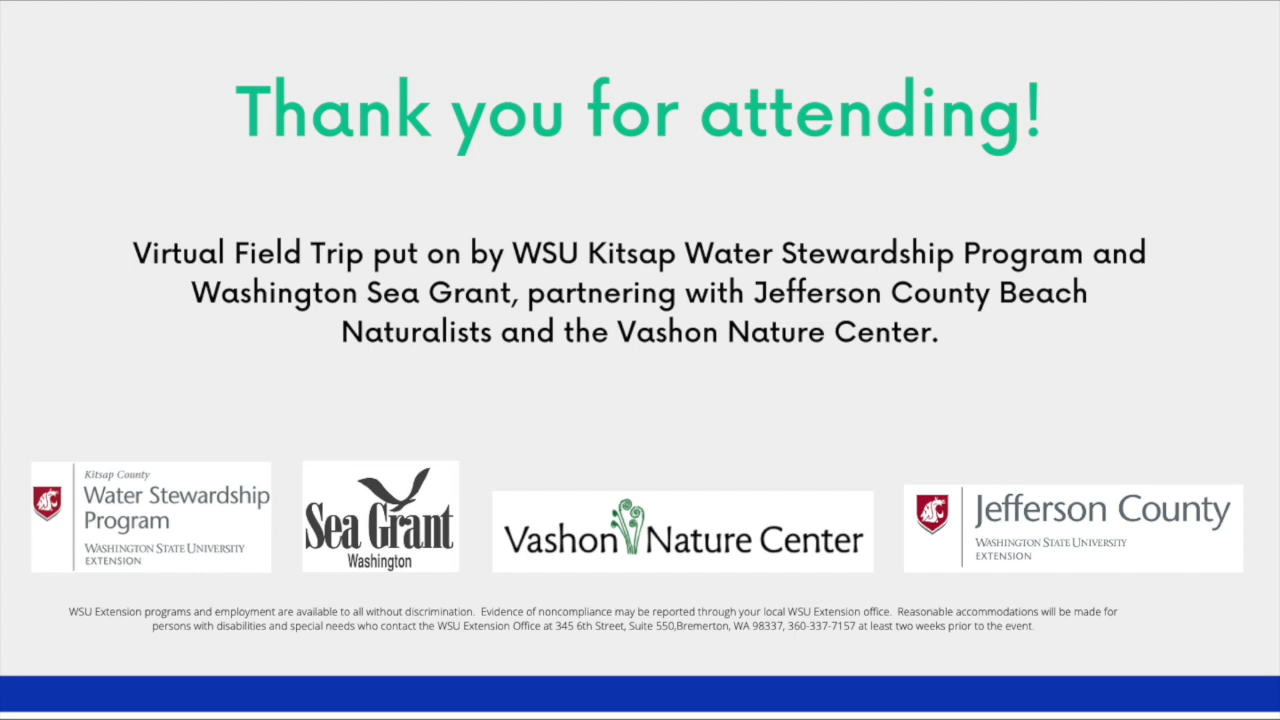 Thank you for attending!
Virtual Field Trip put on by WSU Kitsap Water Stewardship Program and
Washington Sea Grant, partnering with Jefferson County Beach
Naturalists and the Vashon Nature Center.
Kitsap County
Water Stewardship
Program
WASHINGTON STATE UNIVERSITY
EXTENSION
Sea Grant
Washington
Vashon Nature Center
Jefferson County
WASHINGTON STATE UNIVERSITY
EXTENSION
WSU Extension programs and employment are available to all without discrimination. Evidence of noncompliance may be reported through your local WSU Extension office. Reasonable accommodations will be made for
persons with disabilities and special needs who contact the WSU Extension Office at 345 6th Street, Suite 550,Bremerton, WA 98337, 360-337-7157 at least two weeks prior to the event.